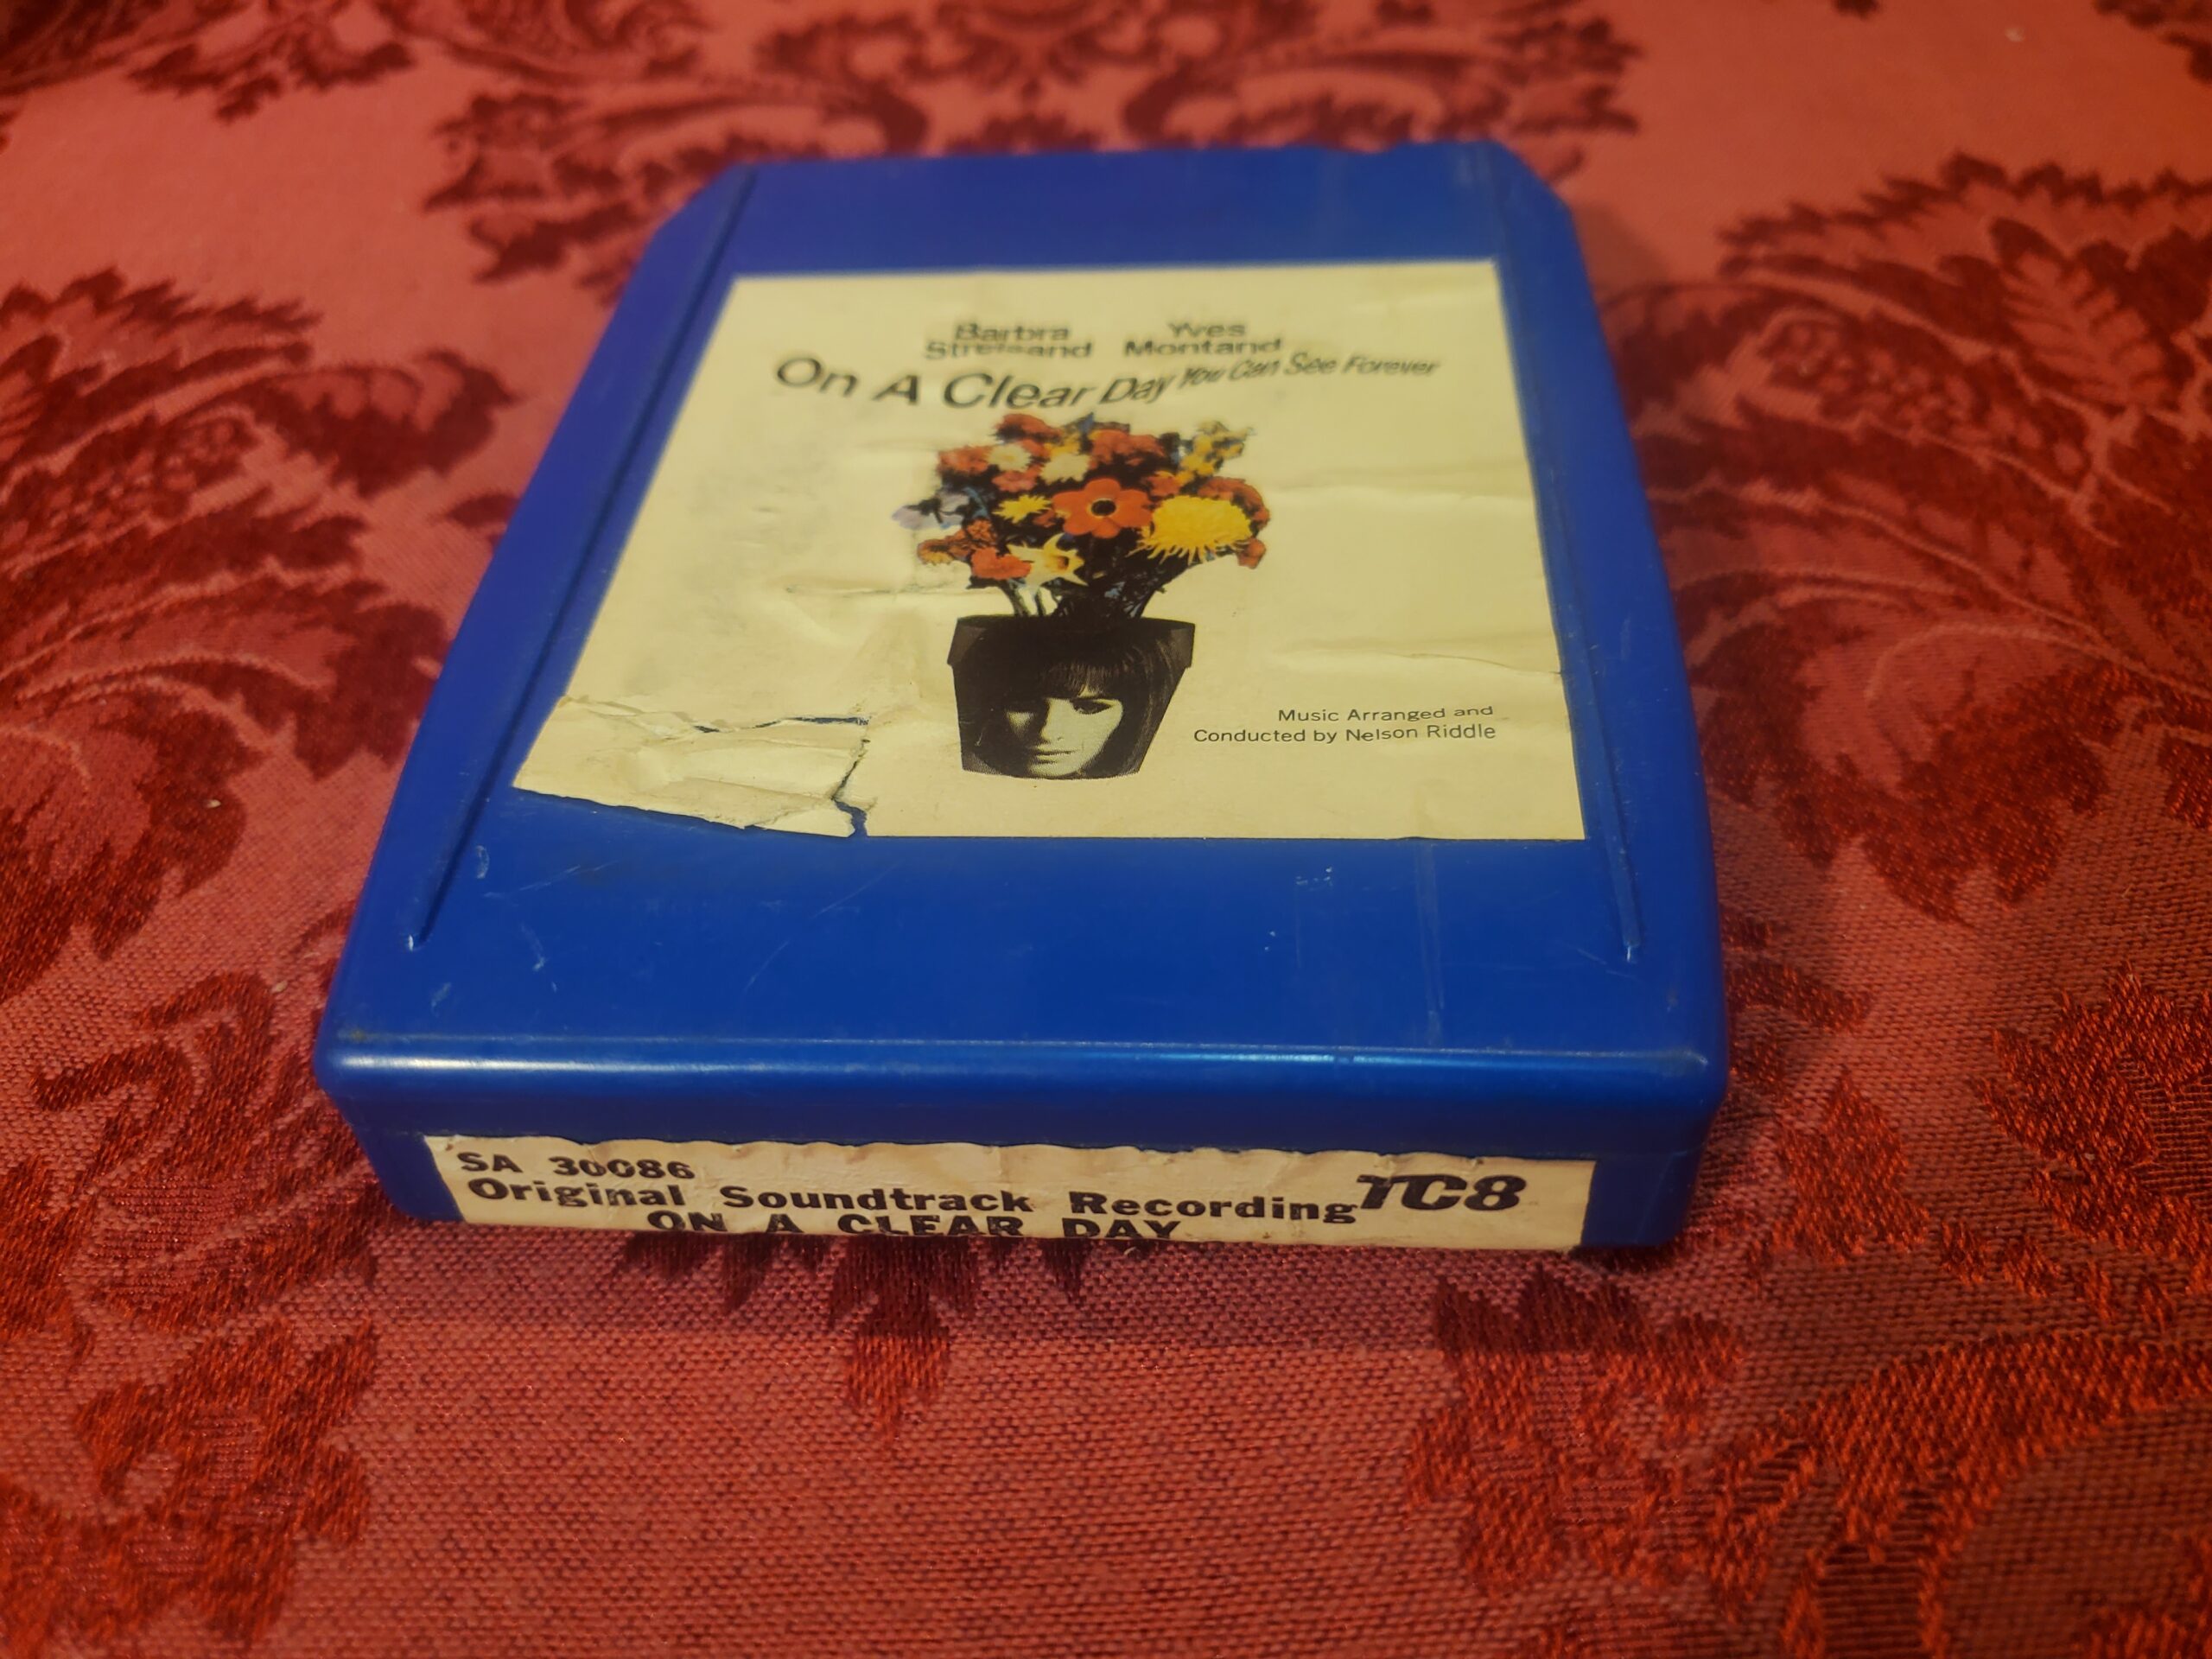 Barbra Yves
Streisand Montand
On A Clear Day You Can See Forever
Music Arranged and
Conducted by Nelson Riddle
SA 30086
Original Soundtrack Recording TC8
ON A CLEAR DAY